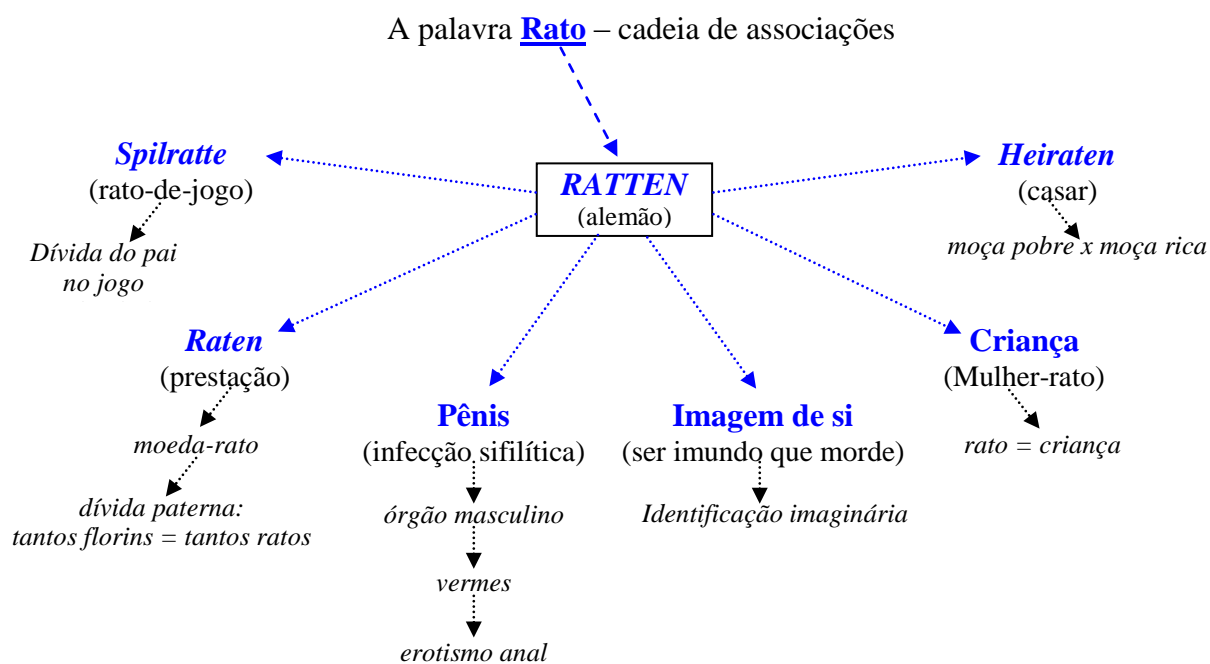 A palavra Rato – cadeia de associações
Spilratte
(rato-de-jogo)
Dívida do pai
no jogo
RATTEN
(alemão)
Heiraten
(casar)
moça pobre x moça rica
Raten
(prestação)
moeda-rato
dívida paterna:
tantos florins = tantos ratos
Pênis
(infecção sifilítica)
órgão masculino
vermes
erotismo anal
Imagem de si
(ser imundo que morde)
Identificação imaginária
Criança
(Mulher-rato)
rato = criança